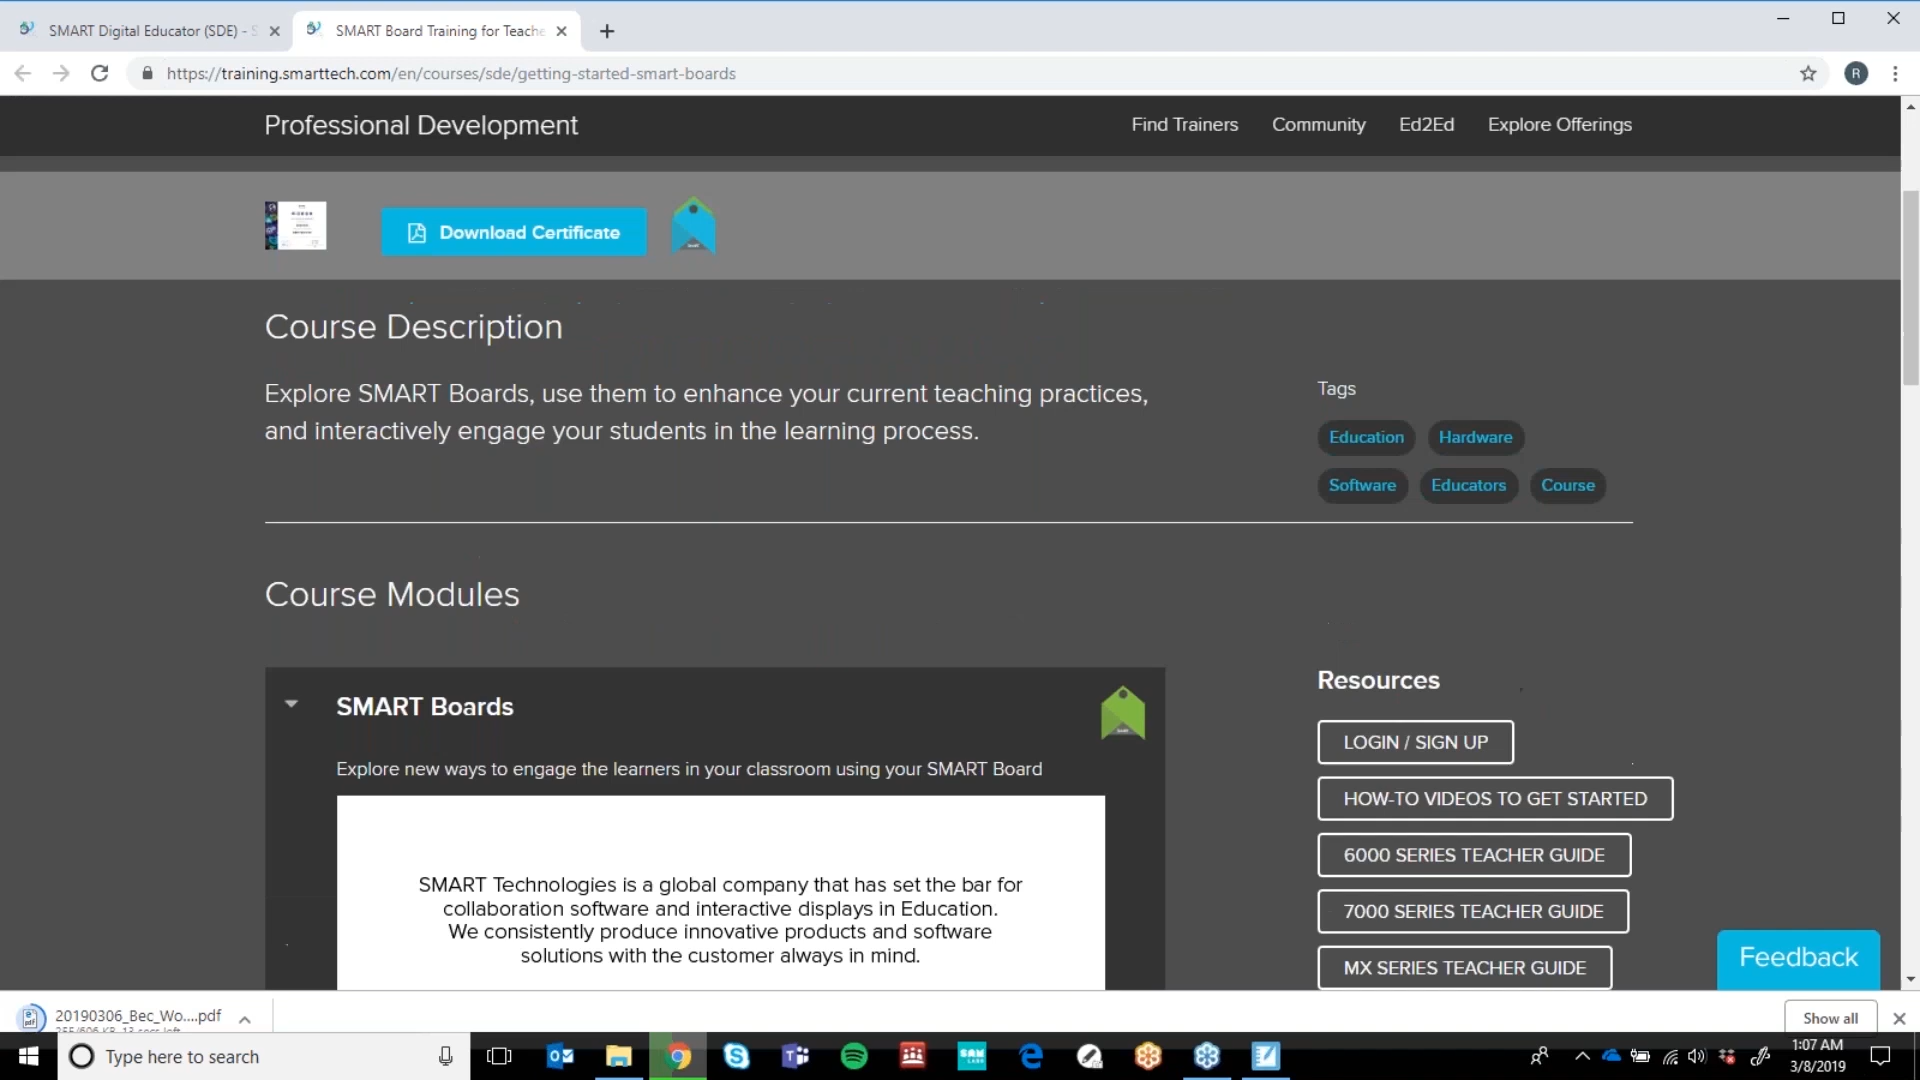 SMART Digital Educator (SDE) -
SMART Board Training for Teache
https://training.smarttech.com/en/courses/sde/getting-started-smart-boards
R
Professional Development
Find Trainers
Community
Ed2Ed
Explore Offerings
Download Certificate
Course Description
Explore SMART Boards, use them to enhance your current teaching practices,
and interactively engage your students in the learning process.
Tags
Education
Hardware
Software
Educators
Course
Course Modules
SMART Boards
Explore new ways to engage the learners in your classroom using your SMART Board
SMART Technologies is a global company that has set the bar for
collaboration software and interactive displays in Education.
We consistently produce innovative products and software
solutions with the customer always in mind.
Resources
LOGIN / SIGN UP
HOW-TO VIDEOS TO GET STARTED
6000 SERIES TEACHER GUIDE
7000 SERIES TEACHER GUIDE
MX SERIES TEACHER GUIDE
Feedback
20190306_Bec_Wo....pdf
Show all
Type here to search
1:07 AM
3/8/2019